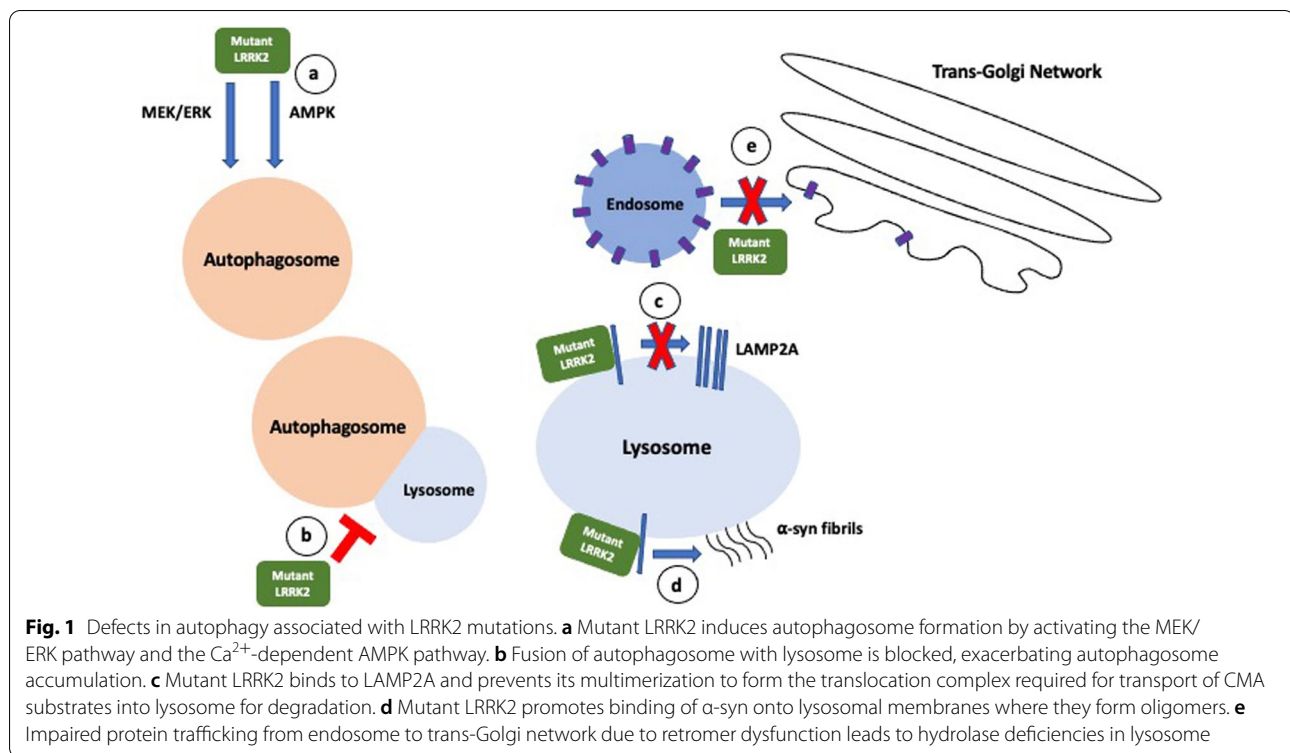 Mutant
LRRK2
a
MEK/ERK
AMPK
Autophagosome
Autophagosome
Lysosome
b
Mutant
LRRK2
Trans-Golgi Network
e
Endosome
Mutant
LRRK2
c
Mutant
LRRK2
LAMP2A
Lysosome
α-syn fibrils
Mutant
LRRK2
d
Fig. 1 Defects in autophagy associated with LRRK2 mutations. a Mutant LRRK2 induces autophagosome formation by activating the MEK/
ERK pathway and the Ca2+-dependent AMPK pathway. b Fusion of autophagosome with lysosome is blocked, exacerbating autophagosome
accumulation. c Mutant LRRK2 binds to LAMP2A and prevents its multimerization to form the translocation complex required for transport of CMA
substrates into lysosome for degradation. d Mutant LRRK2 promotes binding of α-syn onto lysosomal membranes where they form oligomers. e
Impaired protein trafficking from endosome to trans-Golgi network due to retromer dysfunction leads to hydrolase deficiencies in lysosome